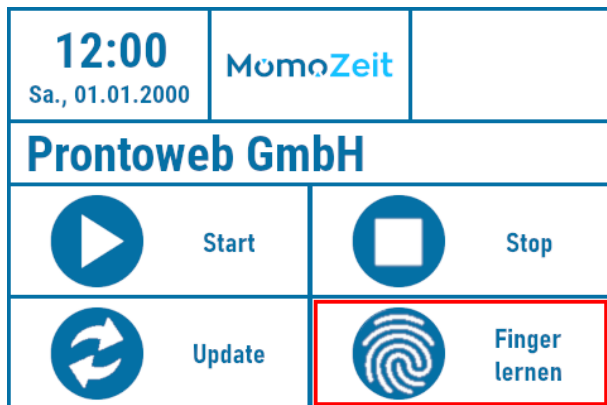 12:00
Sa., 01.01.2000
MomoZeit
Prontoweb GmbH
Start
Stop
Update
Finger
lernen